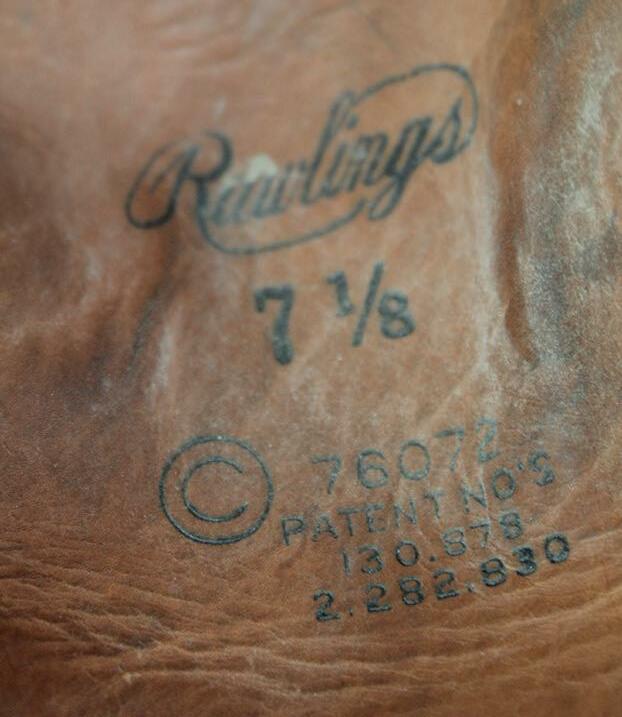 Rawlings
7 1/8
© 76072
PATENT NO'S
130.878
2.282.830